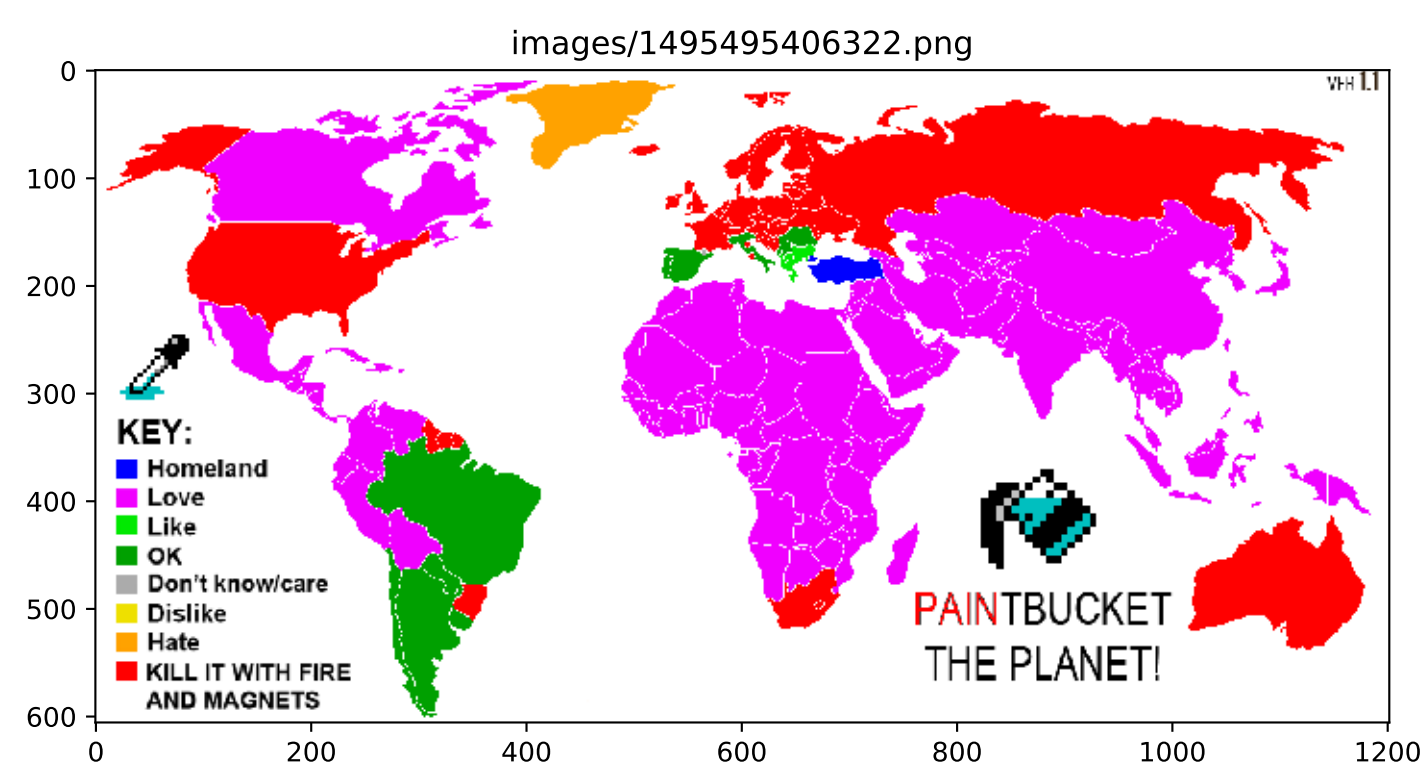 images/1495495406322.png
VER 1.1
0
100
200
300
400
500
600
KEY:
Homeland
Love
Like
OK
Don't know/care
Dislike
Hate
KILL IT WITH FIRE
AND MAGNETS
PAINTBUCKET
THE PLANET!
0 200 400 600 800 1000 1200